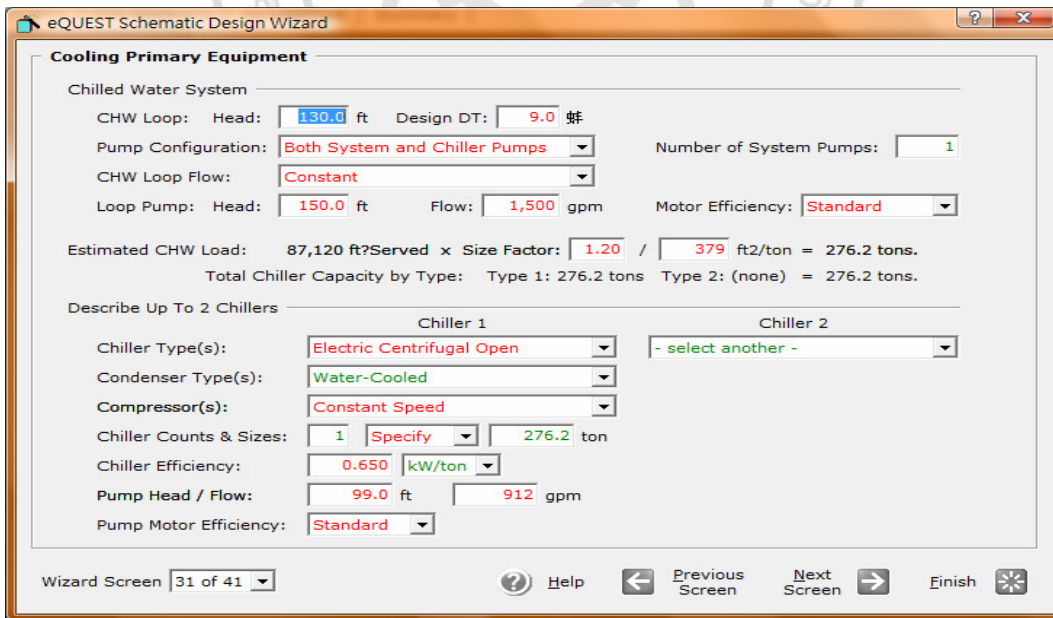 eQUEST Schematic Design Wizard
Cooling Primary Equipment
Chilled Water System
CHW Loop: Head: 130.0 ft Design DT: 9.0 蚌
Pump Configuration: Both System and Chiller Pumps Number of System Pumps: 1
CHW Loop Flow: Constant
Loop Pump: Head: 150.0 ft Flow: 1,500 gpm Motor Efficiency: Standard
Estimated CHW Load: 87,120 ft?Served x Size Factor: 1.20 / 379 ft2/ton = 276.2 tons.
Total Chiller Capacity by Type: Type 1: 276.2 tons Type 2: (none) = 276.2 tons.
Describe Up To 2 Chillers
Chiller 1 Chiller 2
Chiller Type(s): Electric Centrifugal Open - select another -
Condenser Type(s): Water-Cooled
Compressor(s): Constant Speed
Chiller Counts & Sizes: 1 Specify 276.2 ton
Chiller Efficiency: 0.650 kW/ton
Pump Head / Flow: 99.0 ft 912 gpm
Pump Motor Efficiency: Standard
Wizard Screen 31 of 41 Help Previous Screen Next Screen Finish